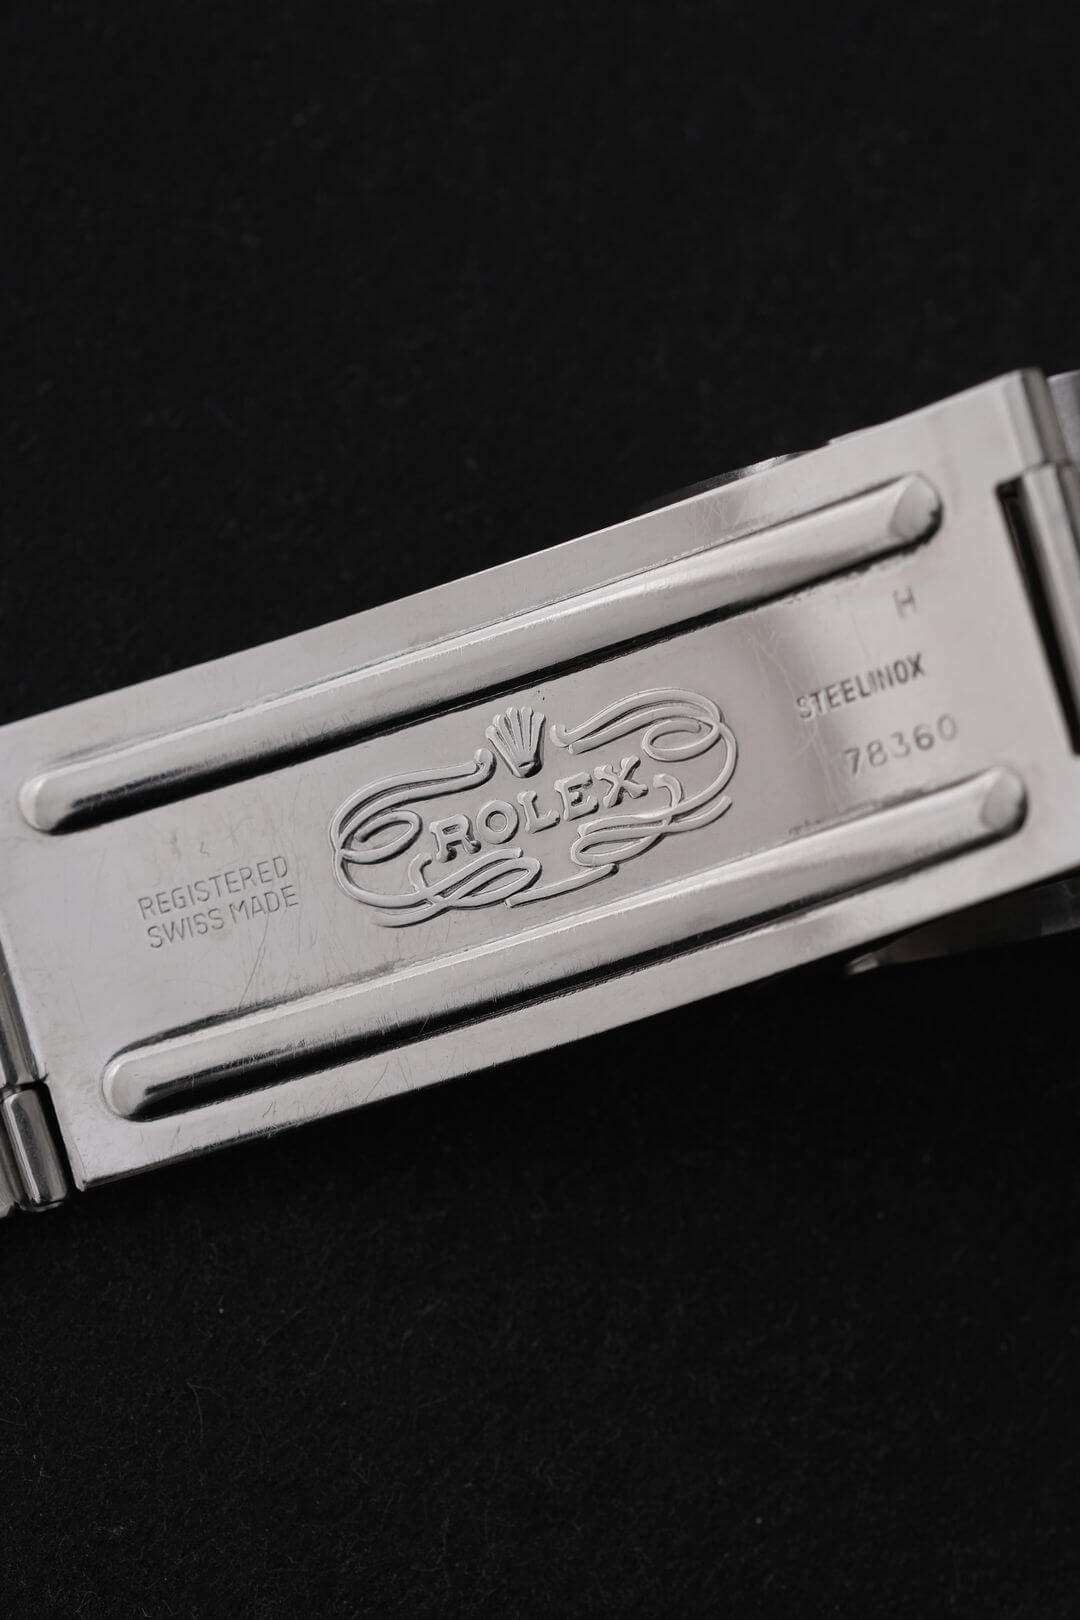 REGISTERED
SWISS MADE
ROLEX
H
STEELINOX
78360